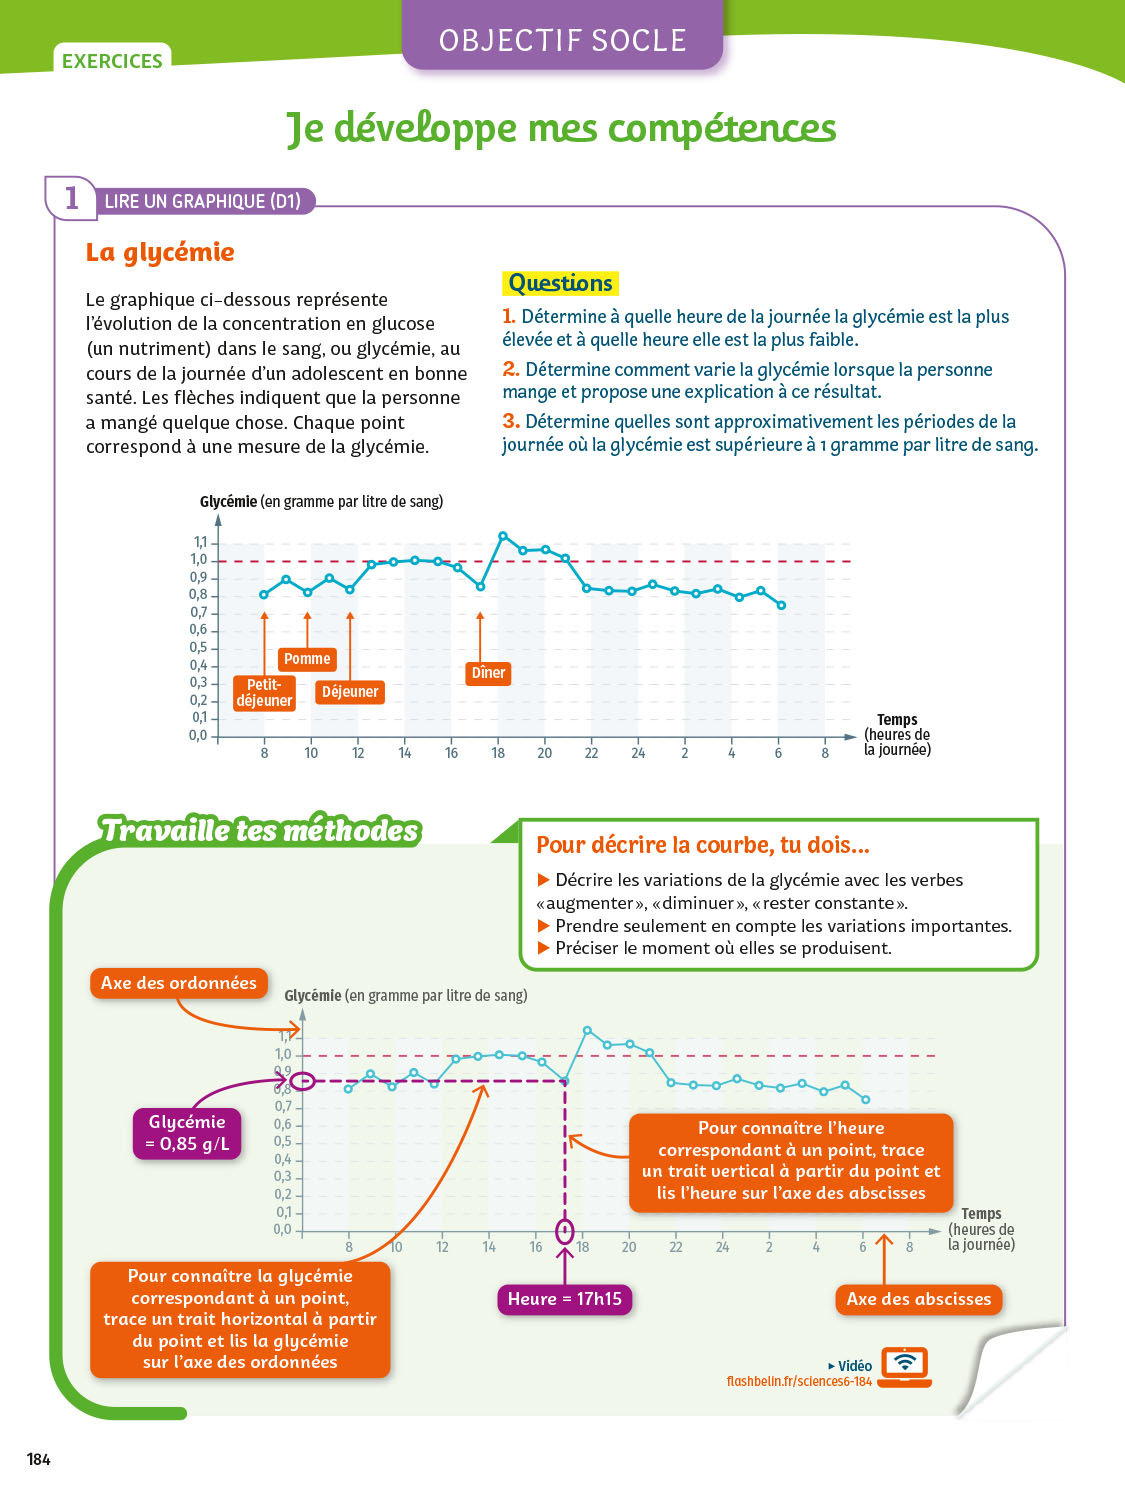 OBJECTIF SOCLE
EXERCICES
Je développe mes compétences
1
LIRE UN GRAPHIQUE (D1)
La glycémie
Le graphique ci-dessous représente
l'évolution de la concentration en glucose
(un nutriment) dans le sang, ou glycémie, au
cours de la journée d'un adolescent en bonne
santé. Les flèches indiquent que la personne
a mangé quelque chose. Chaque point
correspond à une mesure de la glycémie.
Questions
1. Détermine à quelle heure de la journée la glycémie est la plus
élevée et à quelle heure elle est la plus faible.
2. Détermine comment varie la glycémie lorsque la personne
mange et propose une explication à ce résultat.
3. Détermine quelles sont approximativement les périodes de la
journée où la glycémie est supérieure à 1 gramme par litre de sang.
Glycémie (en gramme par litre de sang)
1,1
1,0
0,9
0,8
0,7
0,6
0,5
0,4
0,3
0,2
0,1
0,0
Pomme
Dîner
Petit-
déjeuner
Déjeuner
Temps
(heures de
la journée)
8 10 12 14 16 18 20 22 24 2 4 6 8
Travaille tes méthodes
Pour décrire la courbe, tu dois...
▶ Décrire les variations de la glycémie avec les verbes
«augmenter», «diminuer», «rester constante».
▶ Prendre seulement en compte les variations importantes.
▶ Préciser le moment où elles se produisent.
Axe des ordonnées
Glycémie (en gramme par litre de sang)
1,1
1,0
0,9
0,8
0,7
0,6
0,5
0,4
0,3
0,2
0,1
0,0
Glycémie
= 0,85 g/L
Pour connaître l'heure
correspondant à un point, trace
un trait vertical à partir du point et
lis l'heure sur l'axe des abscisses
Temps
(heures de
la journée)
8 10 12 14 16 18 20 22 24 2 4 6 8
Pour connaître la glycémie
correspondant à un point,
trace un trait horizontal à partir
du point et lis la glycémie
sur l'axe des ordonnées
Heure = 17h15
Axe des abscisses
▸ Vidéo
flashbelin.fr/sciences6-184
184